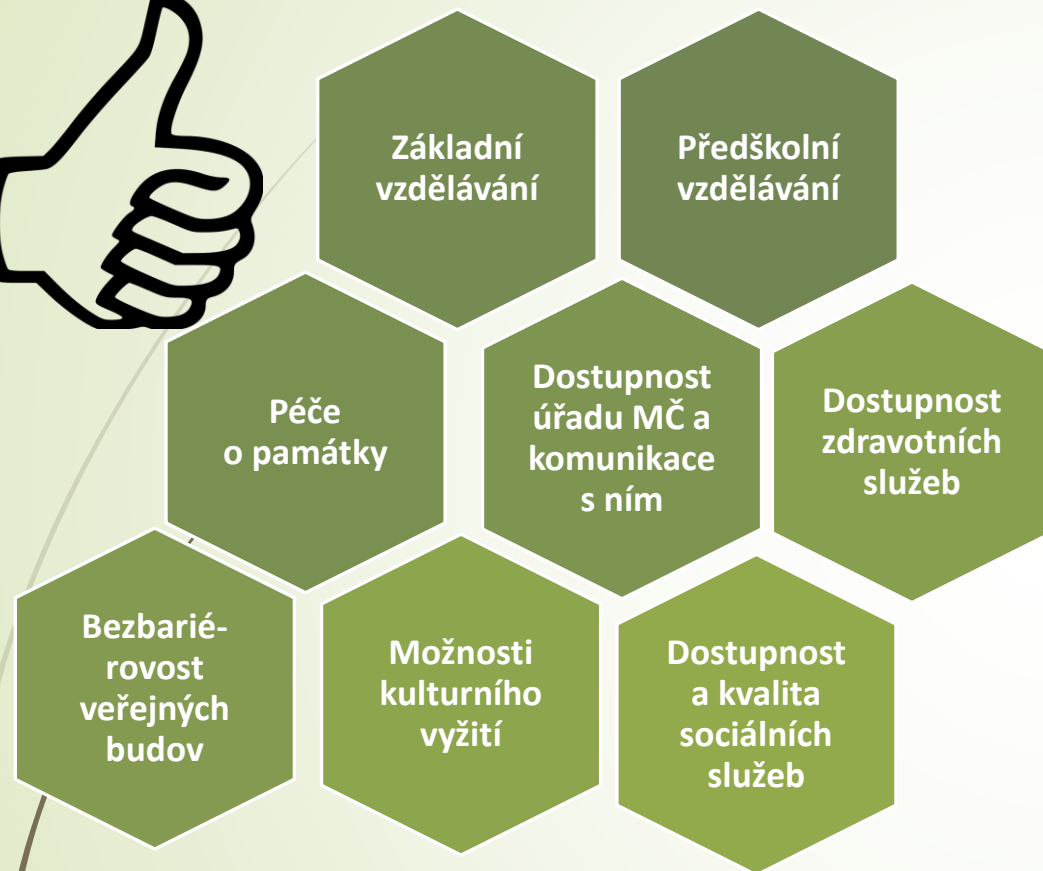 Základní
vzdělávání
Předškolní
vzdělávání
Péče
o památky
Dostupnost
úřadu MČ a
komunikace
s ním
Dostupnost
zdravotních
služeb
Bezbarié-
rovost
veřejných
budov
Možnosti
kulturního
vyžití
Dostupnost
a kvalita
sociálních
služeb